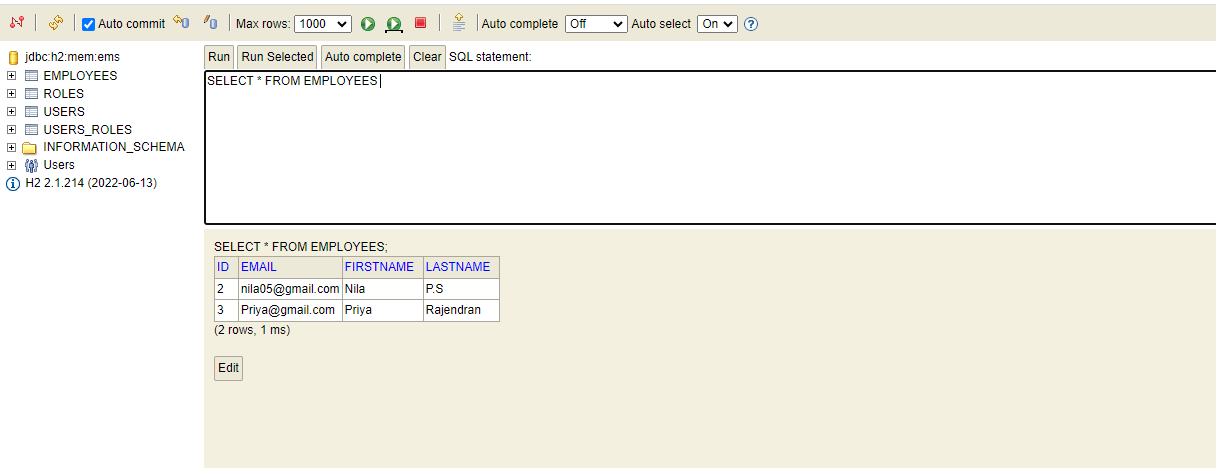 Auto commit Max rows: 1000 Auto complete Off Auto select On
jdbc:h2:mem:ems
EMPLOYEES
ROLES
USERS
USERS_ROLES
INFORMATION_SCHEMA
Users
H2 2.1.214 (2022-06-13)
Run Run Selected Auto complete Clear SQL statement:
SELECT * FROM EMPLOYEES
SELECT * FROM EMPLOYEES;
ID EMAIL FIRSTNAME LASTNAME
2 nila05@gmail.com Nila P.S
3 Priya@gmail.com Priya Rajendran
(2 rows, 1 ms)
Edit